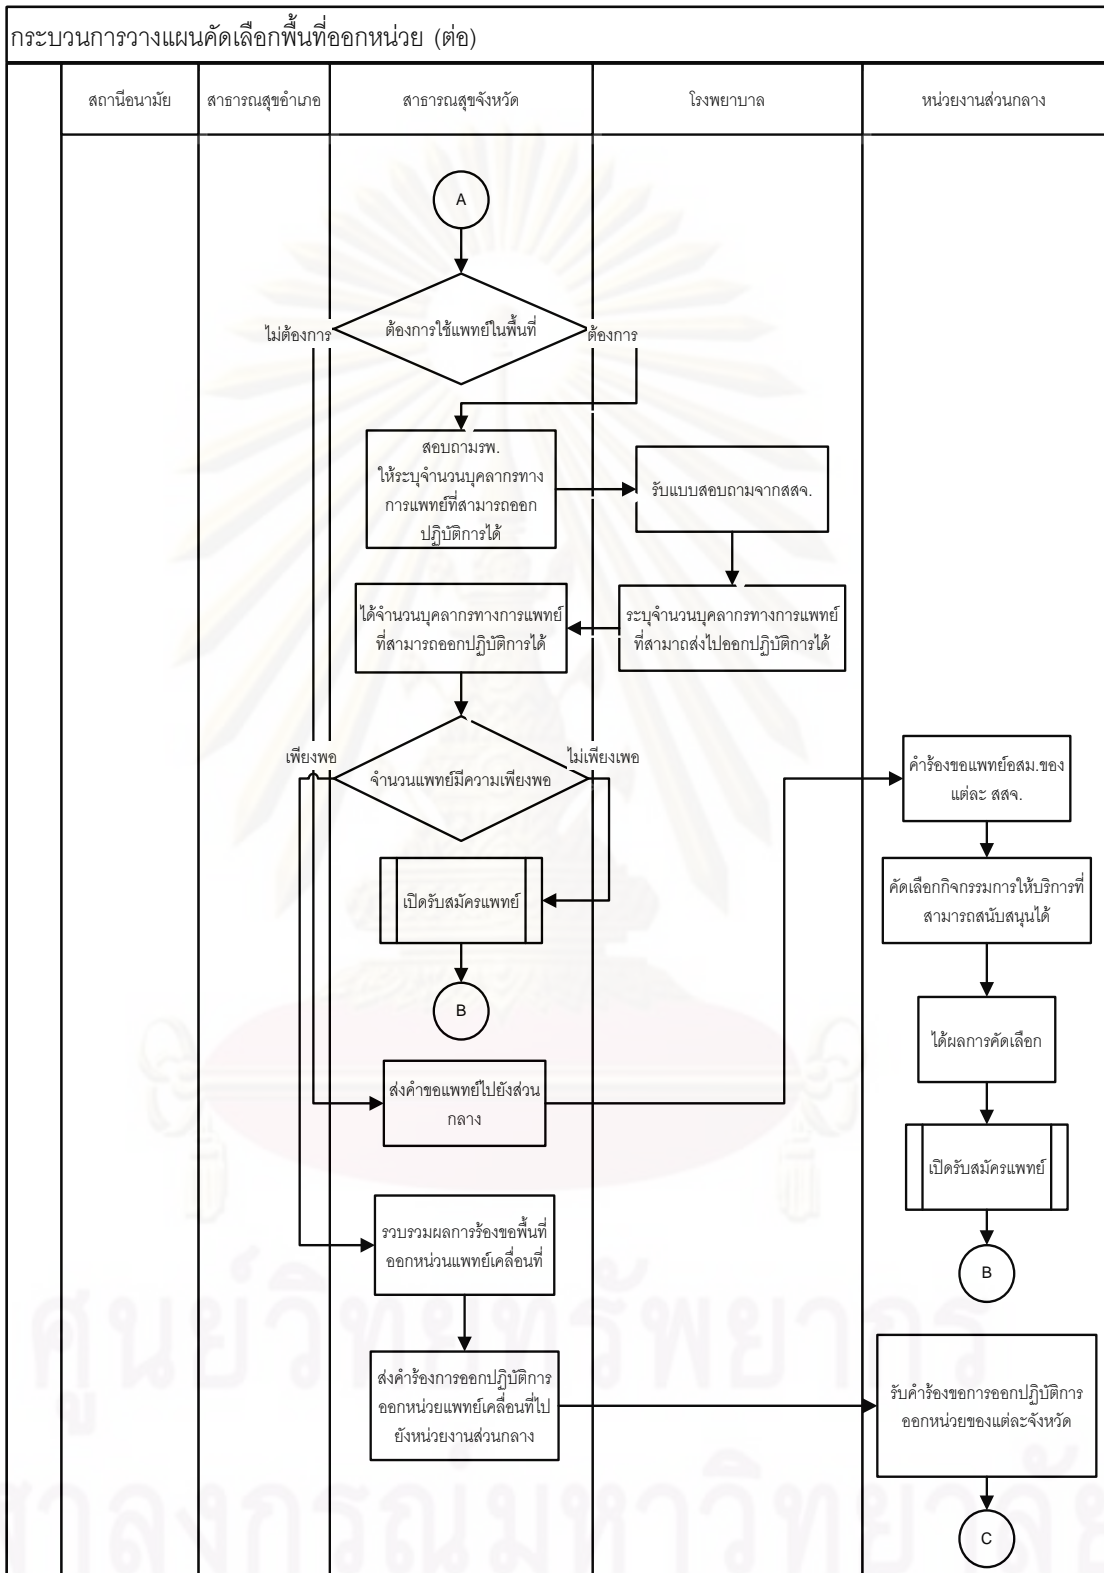 กระบวนการวางแผนคัดเลือกพื้นที่ออกหน่วย (ต่อ)
สถานีอนามัย
สาธารณสุขอำเภอ
สาธารณสุขจังหวัด
โรงพยาบาล
หน่วยงานส่วนกลาง
A
ต้องการใช้แพทย์ในพื้นที่
ไม่ต้องการ
ต้องการ
สอบถามรพ.
ให้ระบุจำนวนบุคลากรทาง
การแพทย์ที่สามารถออก
ปฏิบัติการได้
รับแบบสอบถามจากสสจ.
ระบุจำนวนบุคลากรทางการแพทย์
ที่สามาถส่งไปออกปฏิบัติการได้
ได้จำนวนบุคลากรทางการแพทย์
ที่สามารถออกปฏิบัติการได้
เพียงพอ
ไม่เพียงเพอ
จำนวนแพทย์มีความเพียงพอ
เปิดรับสมัครแพทย์
B
ส่งคำขอแพทย์ไปยังส่วน
กลาง
คำร้องขอแพทย์อสม.ของ
แต่ละ สสจ.
คัดเลือกกิจกรรมการให้บริการที่
สามารถสนับสนุนได้
ได้ผลการคัดเลือก
เปิดรับสมัครแพทย์
B
รวบรวมผลการร้องขอพื้นที่
ออกหน่วนแพทย์เคลื่อนที่
ส่งคำร้องการออกปฏิบัติการ
ออกหน่วยแพทย์เคลื่อนที่ไป
ยังหน่วยงานส่วนกลาง
รับคำร้องขอการออกปฏิบัติการ
ออกหน่วยของแต่ละจังหวัด
C
ศูนย์วิทยทรัพยากร
าลงกรณ์มหาวิทยาลัย